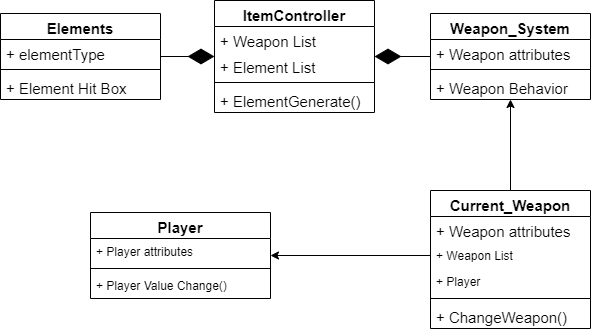 Elements
+ elementType
+ Element Hit Box
ItemController
+ Weapon List
+ Element List
+ ElementGenerate()
Weapon_System
+ Weapon attributes
+ Weapon Behavior
Player
+ Player attributes
+ Player Value Change()
Current_Weapon
+ Weapon attributes
+ Weapon List
+ Player
+ ChangeWeapon()